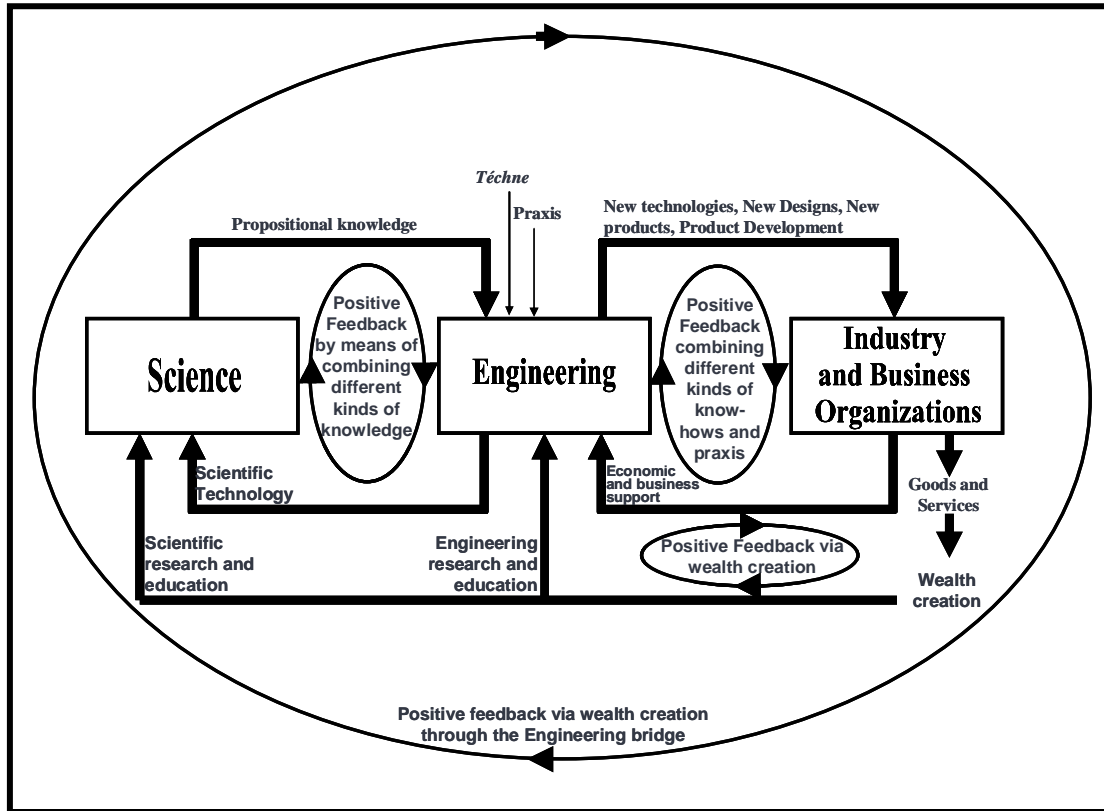 Téchne
Praxis
Propositional knowledge
New technologies, New Designs, New
products, Product Development
Positive
Feedback
by means of
combining
different
kinds of
knowledge
Positive
Feedback
combining
different
kinds of
know-
hows and
praxis
Science
Engineering
Industry
and Business
Organizations
Scientific
Technology
Economic
and business
support
Goods and
Services
Scientific
research and
education
Engineering
research and
education
Positive Feedback via
wealth creation
Wealth
creation
Positive feedback via wealth creation
through the Engineering bridge